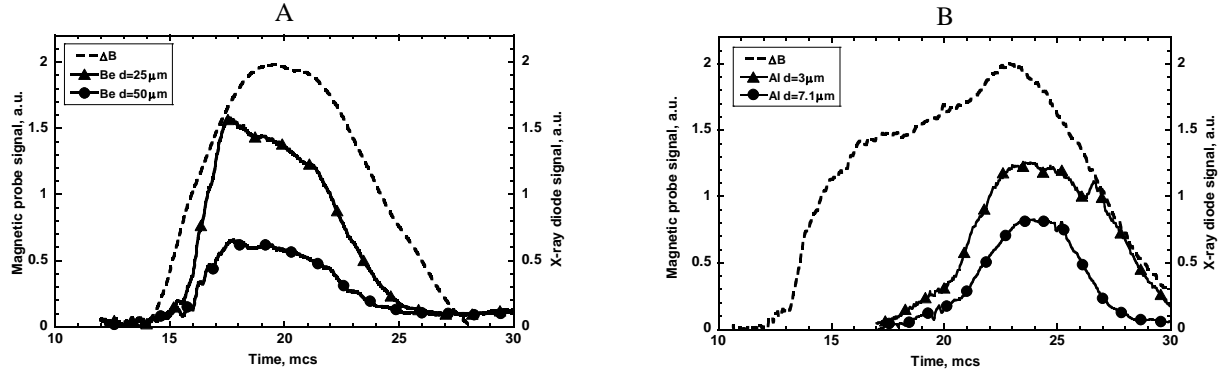 A
B
2
1.5
1
0.5
0
2
1.5
1
0.5
0
10
15
20
25
30
Magnetic probe signal, a.u.
X-ray diode signal, a.u.
Time, mcs
ΔB
Be d=25μm
Be d=50μm
2
1.5
1
0.5
0
2
1.5
1
0.5
0
10
15
20
25
30
Magnetic probe signal, a.u.
X-ray diode signal, a.u.
Time, mcs
ΔB
Al d=3μm
Al d=7.1μm